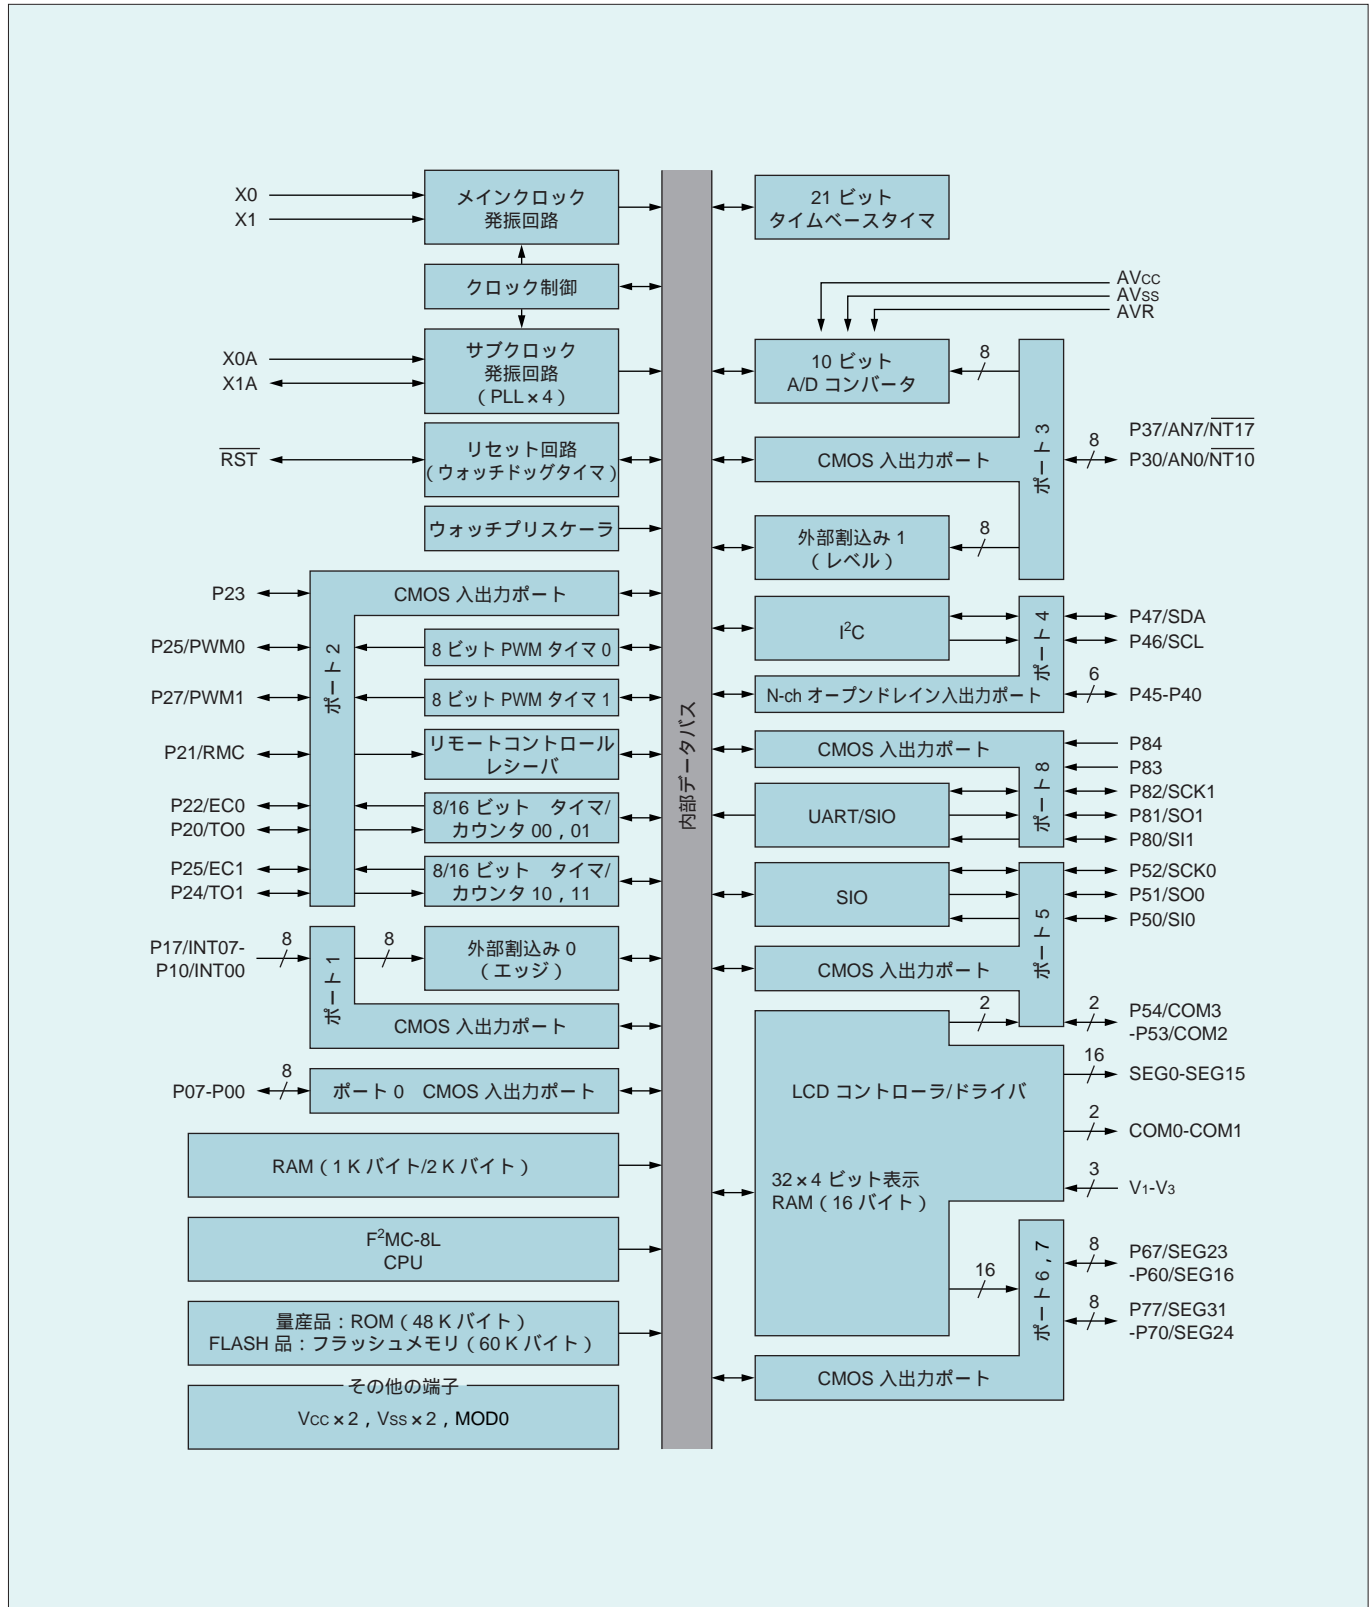 X0
X1
メインクロック
発振回路
クロック制御
X0A
X1A
サブクロック
発振回路
（PLL×4）
RST
リセット回路
（ウォッチドッグタイマ）
ウォッチプリスケーラ
P23
CMOS 入出力ポート
ポート 2
P25/PWM0
8 ビット PWM タイマ 0
P27/PWM1
8 ビット PWM タイマ 1
P21/RMC
リモートコントロール
レシーバ
P22/EC0
P20/TO0
8/16 ビット　タイマ/
カウンタ 00，01
P25/EC1
P24/TO1
8/16 ビット　タイマ/
カウンタ 10，11
P17/INT07-
P10/INT00
8
ポート 1
8
外部割込み 0
（エッジ）
CMOS 入出力ポート
P07-P00
8
ポート 0　CMOS 入出力ポート
RAM（1 K バイト/2 K バイト）
F²MC-8L
CPU
量産品：ROM（48 K バイト）
FLASH 品：フラッシュメモリ（60 K バイト）
その他の端子
Vcc×2，Vss×2，MOD0
内部データバス
21 ビット
タイムベースタイマ
AVcc
AVss
AVR
10 ビット
A/D コンバータ
8
ポート 3
CMOS 入出力ポート
8
P37/AN7/NT17
P30/AN0/NT10
外部割込み 1
（レベル）
8
I²C
ポート 4
P47/SDA
P46/SCL
N-ch オープンドレイン入出力ポート
6
P45-P40
CMOS 入出力ポート
ポート 8
P84
P83
P82/SCK1
P81/SO1
P80/SI1
UART/SIO
SIO
ポート 5
P52/SCK0
P51/SO0
P50/SI0
CMOS 入出力ポート
2
2
P54/COM3
-P53/COM2
LCD コントローラ/ドライバ
16
SEG0-SEG15
2
COM0-COM1
3
V1-V3
32×4 ビット表示
RAM（16 バイト）
16
ポート 6，7
8
P67/SEG23
-P60/SEG16
8
P77/SEG31
-P70/SEG24
CMOS 入出力ポート